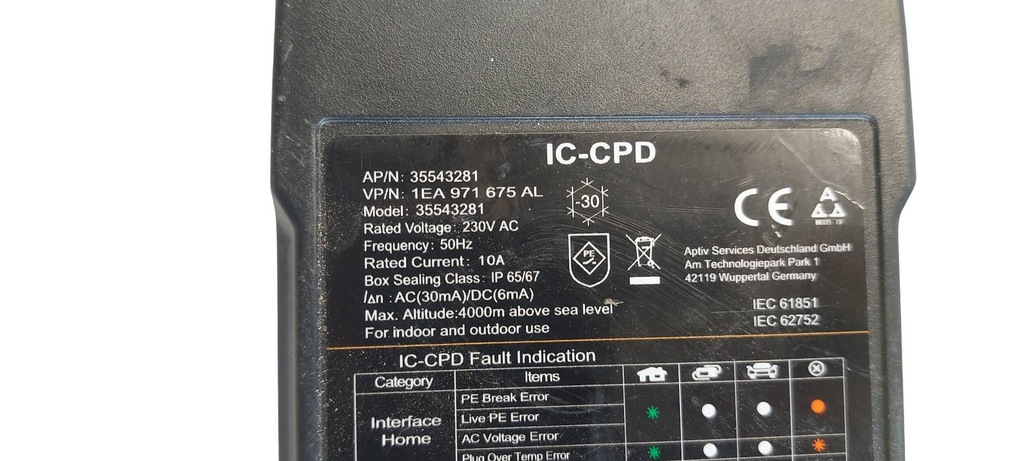 IC-CPD
AP/N: 35543281
VP/N: 1EA 971 675 AL
Model: 35543281
Rated Voltage: 230V AC
Frequency: 50Hz
Rated Current: 10A
Box Sealing Class: IP 65/67
I∆n : AC(30mA)/DC(6mA)
Max. Altitude:4000m above sea level
For indoor and outdoor use
-30
PE
CE
Aptiv Services Deutschland GmbH
Am Technologiepark Park 1
42119 Wuppertal Germany
IEC 61851
IEC 62752
IC-CPD Fault Indication
Category
Items
Interface
Home
PE Break Error
Live PE Error
AC Voltage Error
Plug Over Temp Error